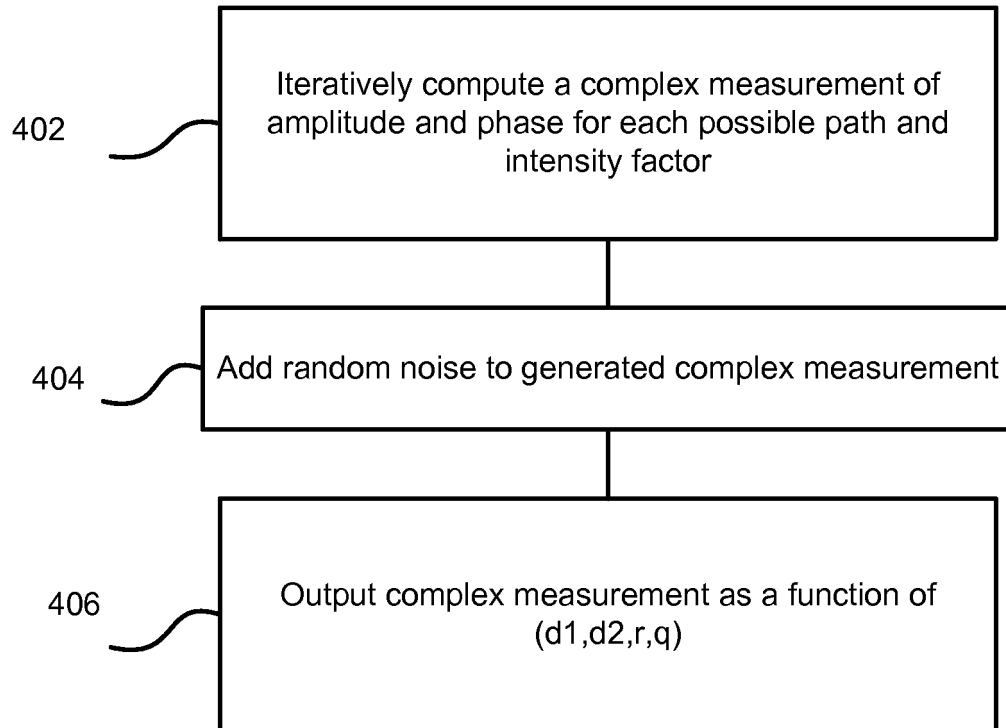 402
Iteratively compute a complex measurement of
amplitude and phase for each possible path and
intensity factor
404
Add random noise to generated complex measurement
406
Output complex measurement as a function of
(d1,d2,r,q)